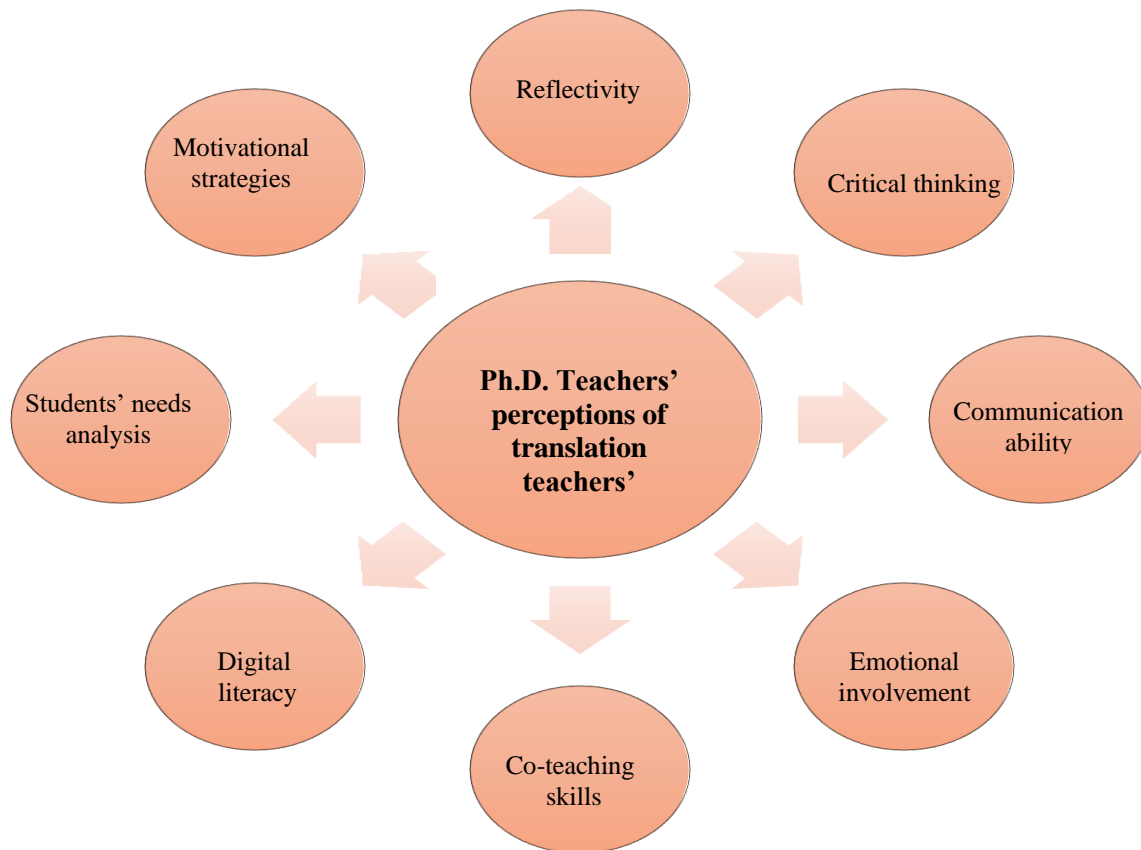 Reflectivity
Motivational
strategies
Critical thinking
Ph.D. Teachers’
perceptions of
translation
teachers’
Students’ needs
analysis
Communication
ability
Digital
literacy
Emotional
involvement
Co-teaching
skills